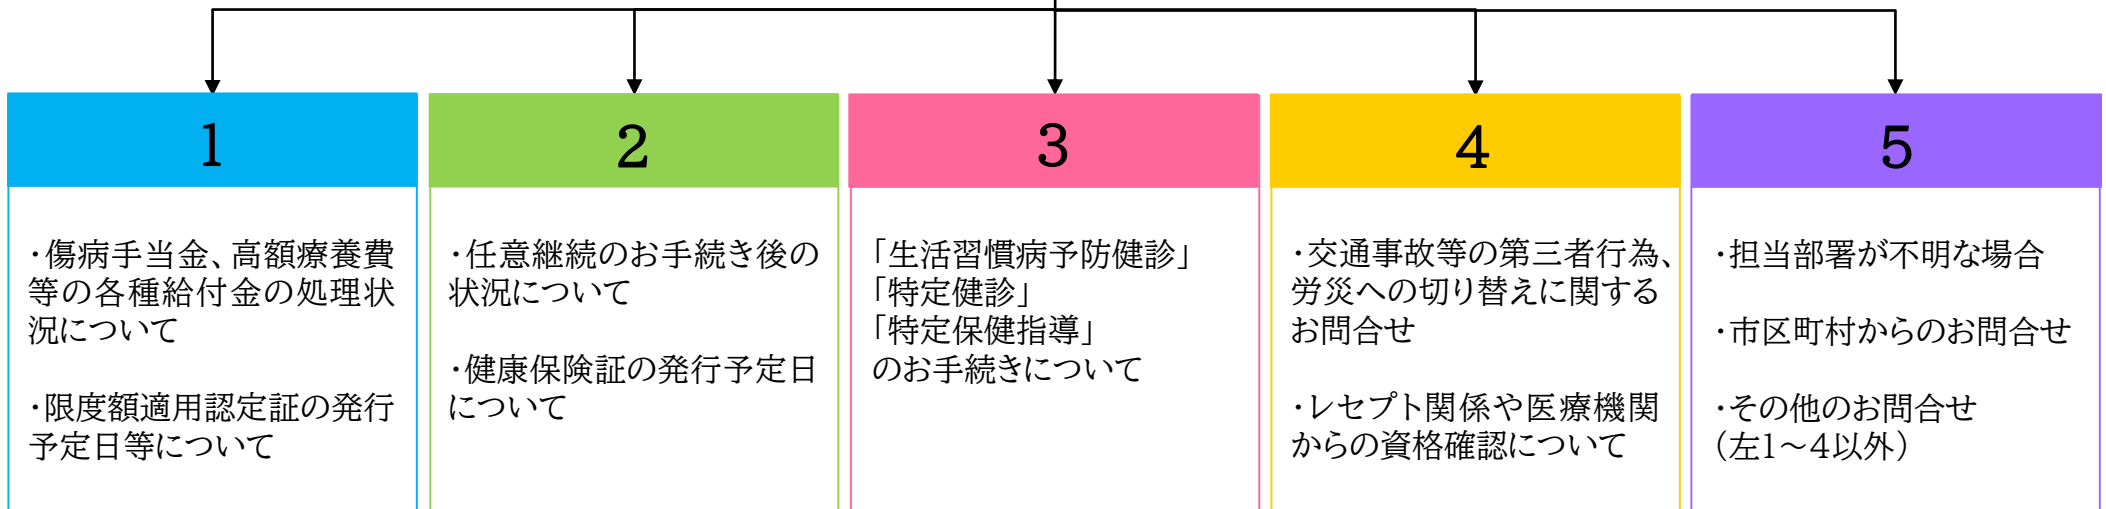 1
・傷病手当金、高額療養費
等の各種給付金の処理状
況について
・限度額適用認定証の発行
予定日等について
2
・任意継続のお手続き後の
状況について
・健康保険証の発行予定日
について
3
「生活習慣病予防健診」
「特定健診」
「特定保健指導」
のお手続きについて
4
・交通事故等の第三者行為、
労災への切り替えに関する
お問合せ
・レセプト関係や医療機関
からの資格確認について
5
・担当部署が不明な場合
・市区町村からのお問合せ
・その他のお問合せ
（左1～4以外）